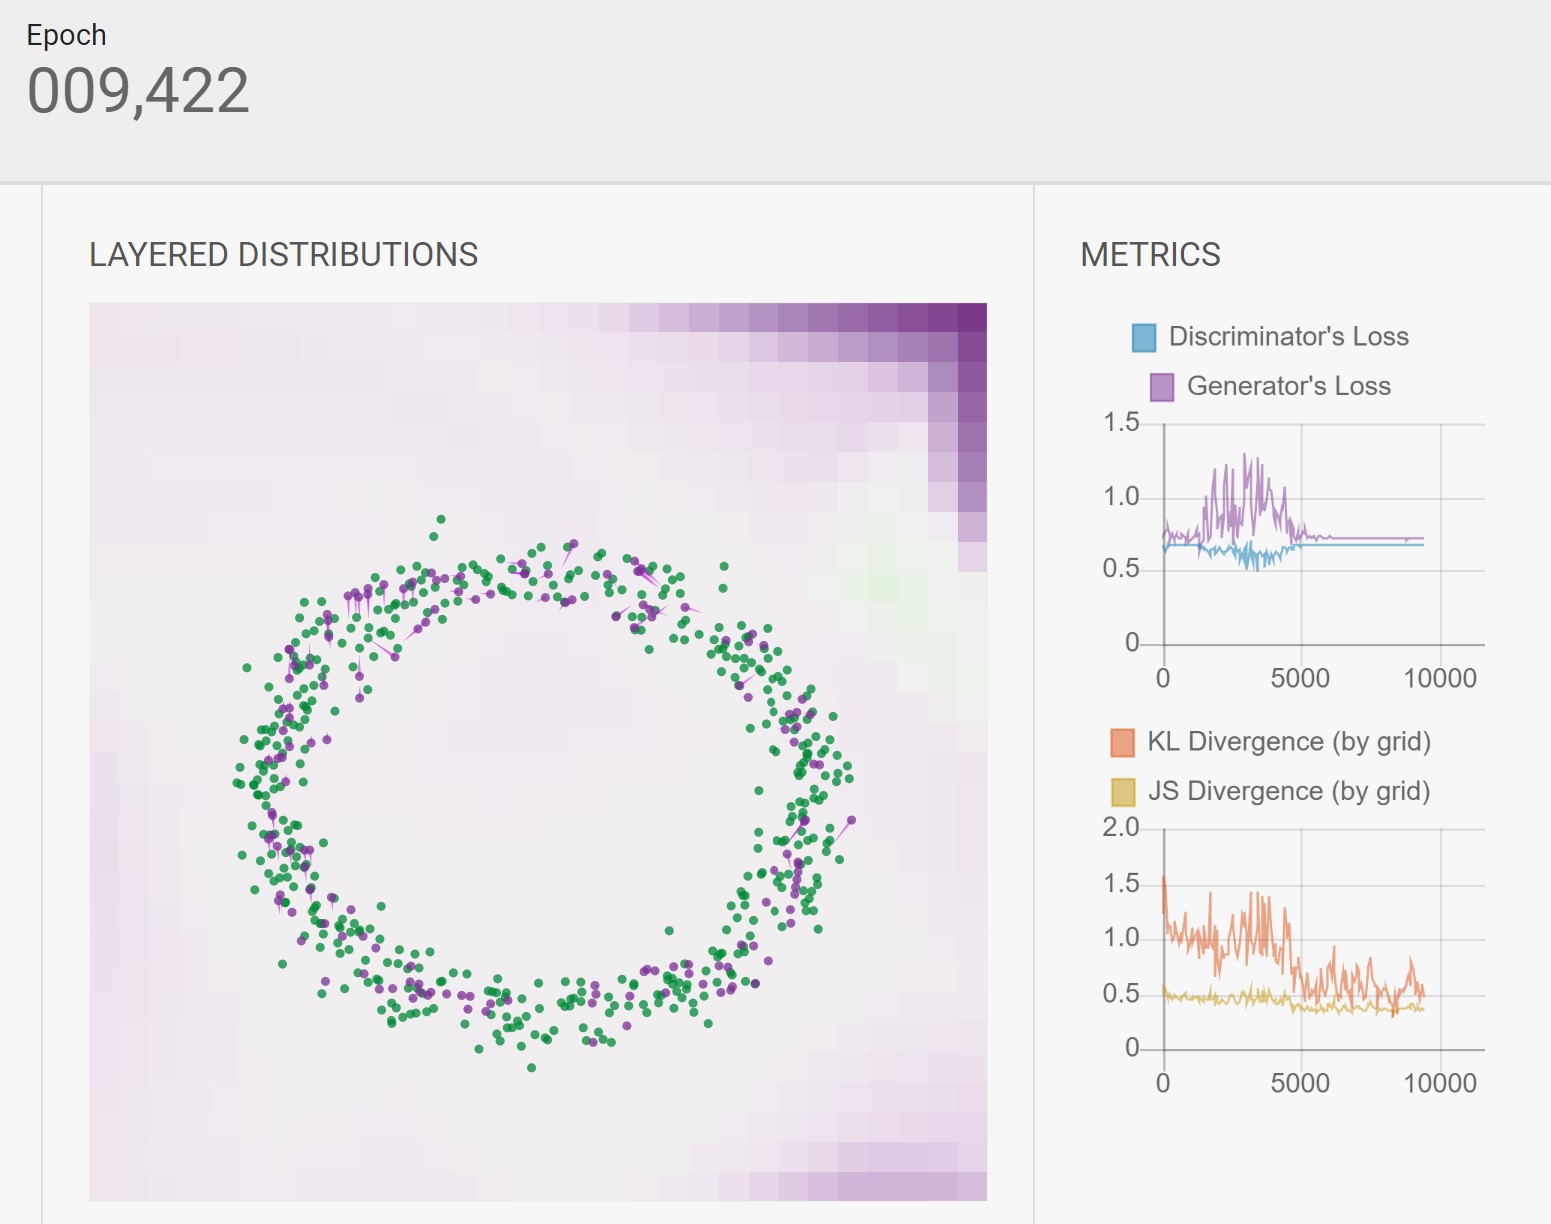 Epoch
009,422
LAYERED DISTRIBUTIONS
METRICS
Discriminator's Loss
Generator's Loss
1.5
1.0
0.5
0
0 5000 10000
KL Divergence (by grid)
JS Divergence (by grid)
2.0
1.5
1.0
0.5
0
0 5000 10000